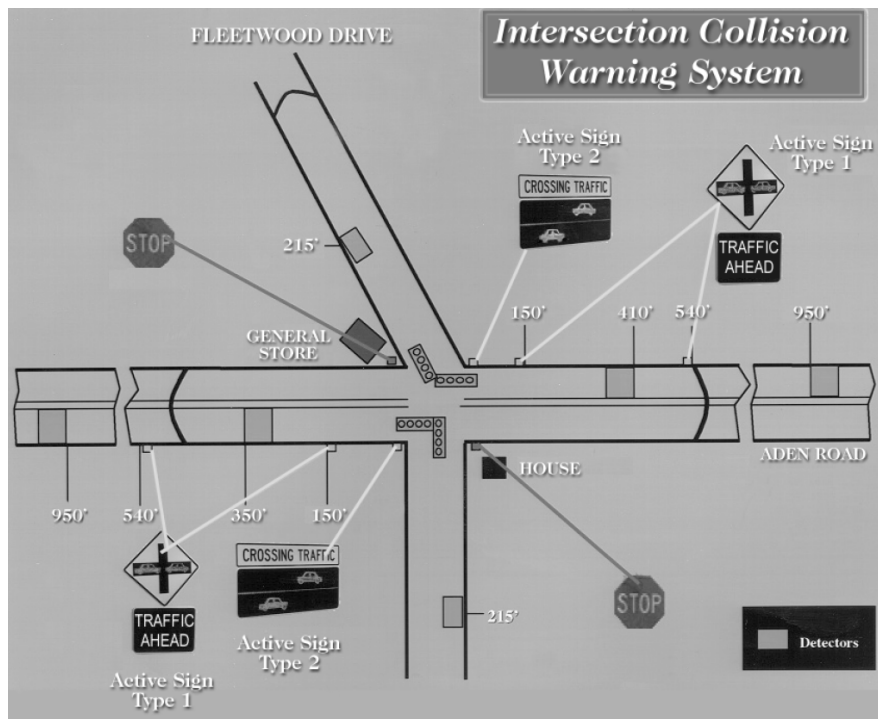 FLEETWOOD DRIVE
Intersection Collision
Warning System
Active Sign
Type 2
Active Sign
Type 1
CROSSING TRAFFIC
STOP
TRAFFIC
AHEAD
215'
150'
410'
540'
950'
GENERAL
STORE
HOUSE
ADEN ROAD
950'
540'
350'
150'
CROSSING TRAFFIC
TRAFFIC
AHEAD
STOP
215'
Active Sign
Type 2
Detectors
Active Sign
Type 1